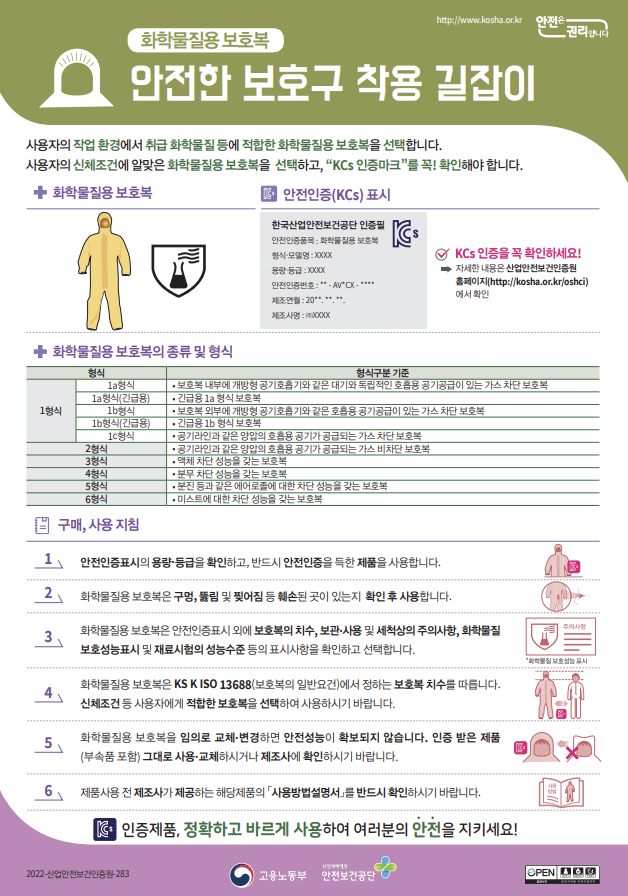 http://www.kosha.or.kr
안전은 권리입니다
화학물질용 보호복
안전한 보호구 착용 길잡이
사용자의 작업 환경에서 취급 화학물질 등에 적합한 화학물질용 보호복을 선택합니다.
사용자의 신체조건에 알맞은 화학물질용 보호복을 선택하고, “KCs 인증마크”를 꼭! 확인해야 합니다.
화학물질용 보호복
안전인증(KCs) 표시
한국산업안전보건공단 인증필
안전인증품목 : 화학물질용 보호복
형식·모델명 : XXXX
용량·등급 : XXXX
안전인증번호 : ** - AV*CX - ****
제조연월 : 20**. **. **.
제조사명 : ㈜XXXX
KCs 인증을 꼭 확인하세요!
자세한 내용은 산업안전보건인증원
홈페이지(http://kosha.or.kr/oshci)
에서 확인
화학물질용 보호복의 종류 및 형식
형식 형식구분 기준
1형식
1a형식 • 보호복 내부에 개방형 공기호흡기와 같은 대기와 독립적인 호흡용 공기공급이 있는 가스 차단 보호복
1a형식(긴급용) • 긴급용 1a 형식 보호복
1b형식 • 보호복 외부에 개방형 공기호흡기와 같은 호흡용 공기공급이 있는 가스 차단 보호복
1b형식(긴급용) • 긴급용 1b 형식 보호복
1c형식 • 공기라인과 같은 양압의 호흡용 공기가 공급되는 가스 차단 보호복
2형식 • 공기라인과 같은 양압의 호흡용 공기가 공급되는 가스 비차단 보호복
3형식 • 액체 차단 성능을 갖는 보호복
4형식 • 분무 차단 성능을 갖는 보호복
5형식 • 분진 등과 같은 에어로졸에 대한 차단 성능을 갖는 보호복
6형식 • 미스트에 대한 차단 성능을 갖는 보호복
구매, 사용 지침
1 안전인증표시의 용량·등급을 확인하고, 반드시 안전인증을 득한 제품을 사용합니다.
2 화학물질용 보호복은 구멍, 뚫림 및 찢어짐 등 훼손된 곳이 있는지 확인 후 사용합니다.
3 화학물질용 보호복은 안전인증표시 외에 보호복의 치수, 보관·사용 및 세척상의 주의사항, 화학물질
보호성능표시 및 재료시험의 성능수준 등의 표시사항을 확인하고 선택합니다.
주의사항
*화학물질 보호성능 표시
4 화학물질용 보호복은 KS K ISO 13688(보호복의 일반요건)에서 정하는 보호복 치수를 따릅니다.
신체조건 등 사용자에게 적합한 보호복을 선택하여 사용하시기 바랍니다.
5 화학물질용 보호복을 임의로 교체·변경하면 안전성능이 확보되지 않습니다. 인증 받은 제품
(부속품 포함) 그대로 사용·교체하시거나 제조사에 확인하시기 바랍니다.
6 제품사용 전 제조사가 제공하는 해당제품의 「사용방법설명서」를 반드시 확인하시기 바랍니다.
사용
방법
인증제품, 정확하고 바르게 사용하여 여러분의 안전을 지키세요!
2022-산업안전보건인증원-283
고용노동부
산업재해예방
안전보건공단
OPEN